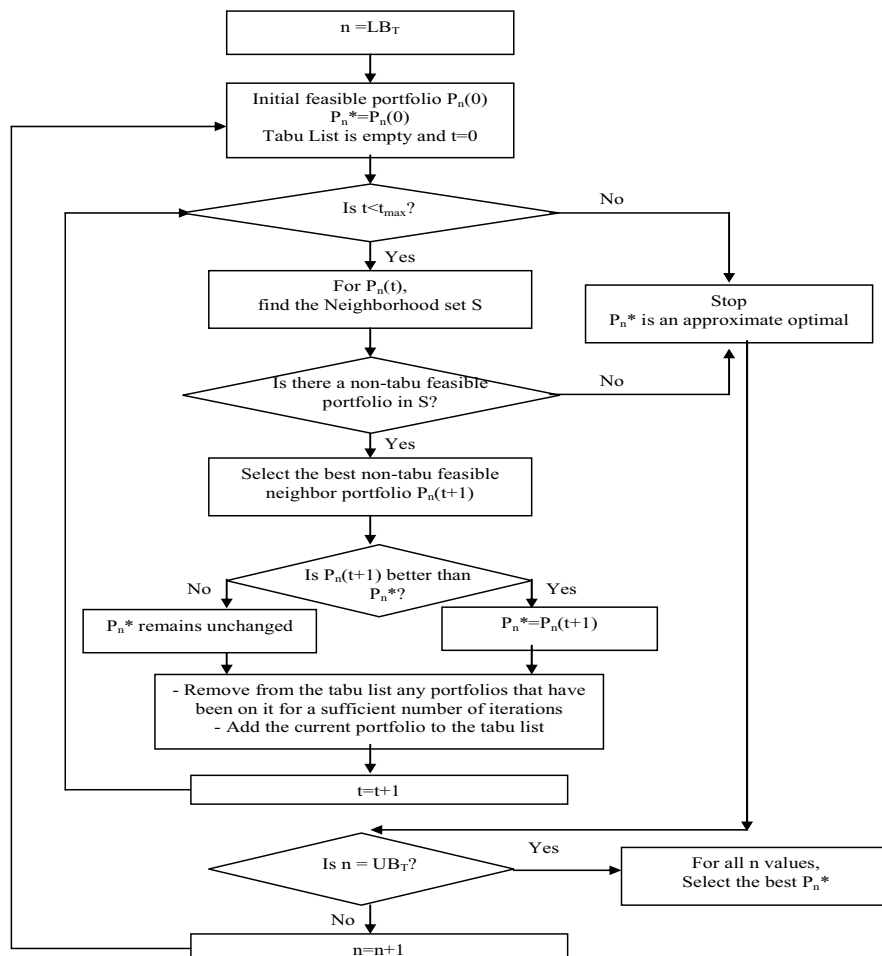 n =LB_T
Initial feasible portfolio P_n(0)
P_n*=P_n(0)
Tabu List is empty and t=0
Is t<t_max?
No
Yes
For P_n(t),
find the Neighborhood set S
Stop
P_n* is an approximate optimal
Is there a non-tabu feasible
portfolio in S?
No
Yes
Select the best non-tabu feasible
neighbor portfolio P_n(t+1)
Is P_n(t+1) better than
P_n*?
No
Yes
P_n* remains unchanged
P_n*=P_n(t+1)
- Remove from the tabu list any portfolios that have
been on it for a sufficient number of iterations
- Add the current portfolio to the tabu list
t=t+1
Is n = UB_T?
Yes
For all n values,
Select the best P_n*
No
n=n+1